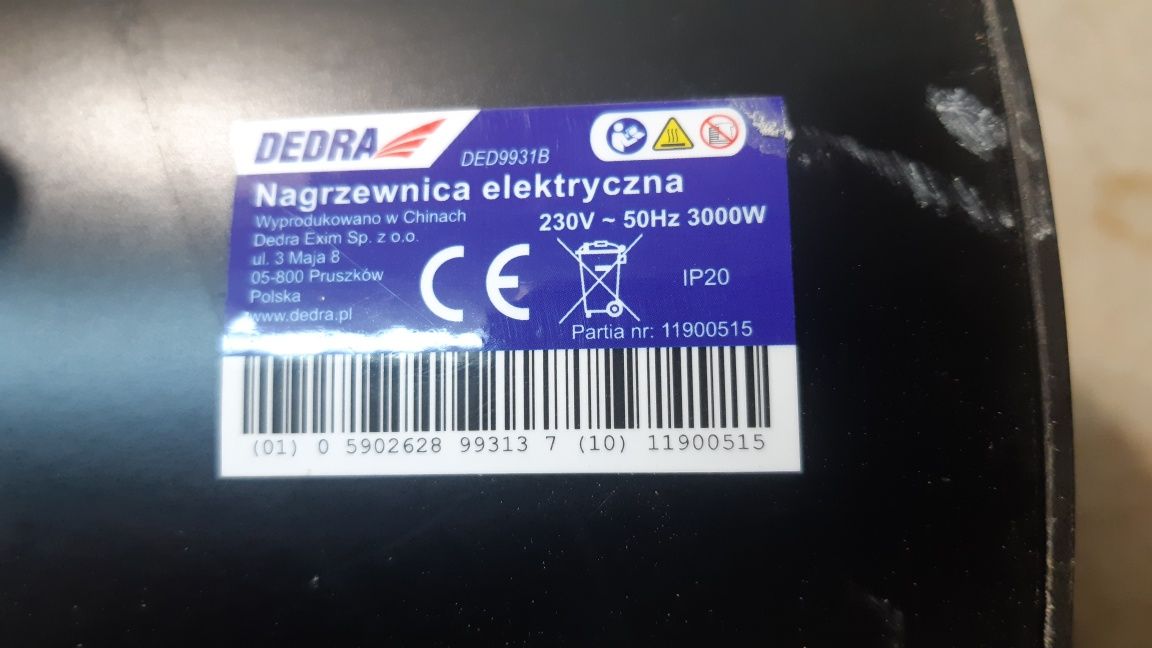 DEDRA
DED9931B
Nagrzewnica elektryczna
Wyprodukowano w Chinach
230V ~ 50Hz 3000W
Dedra Exim Sp. z o.o.
ul. 3 Maja 8
05-800 Pruszków
Polska
www.dedra.pl
CE
IP20
Partia nr: 11900515
(01) 0 5902628 99313 7 (10) 11900515